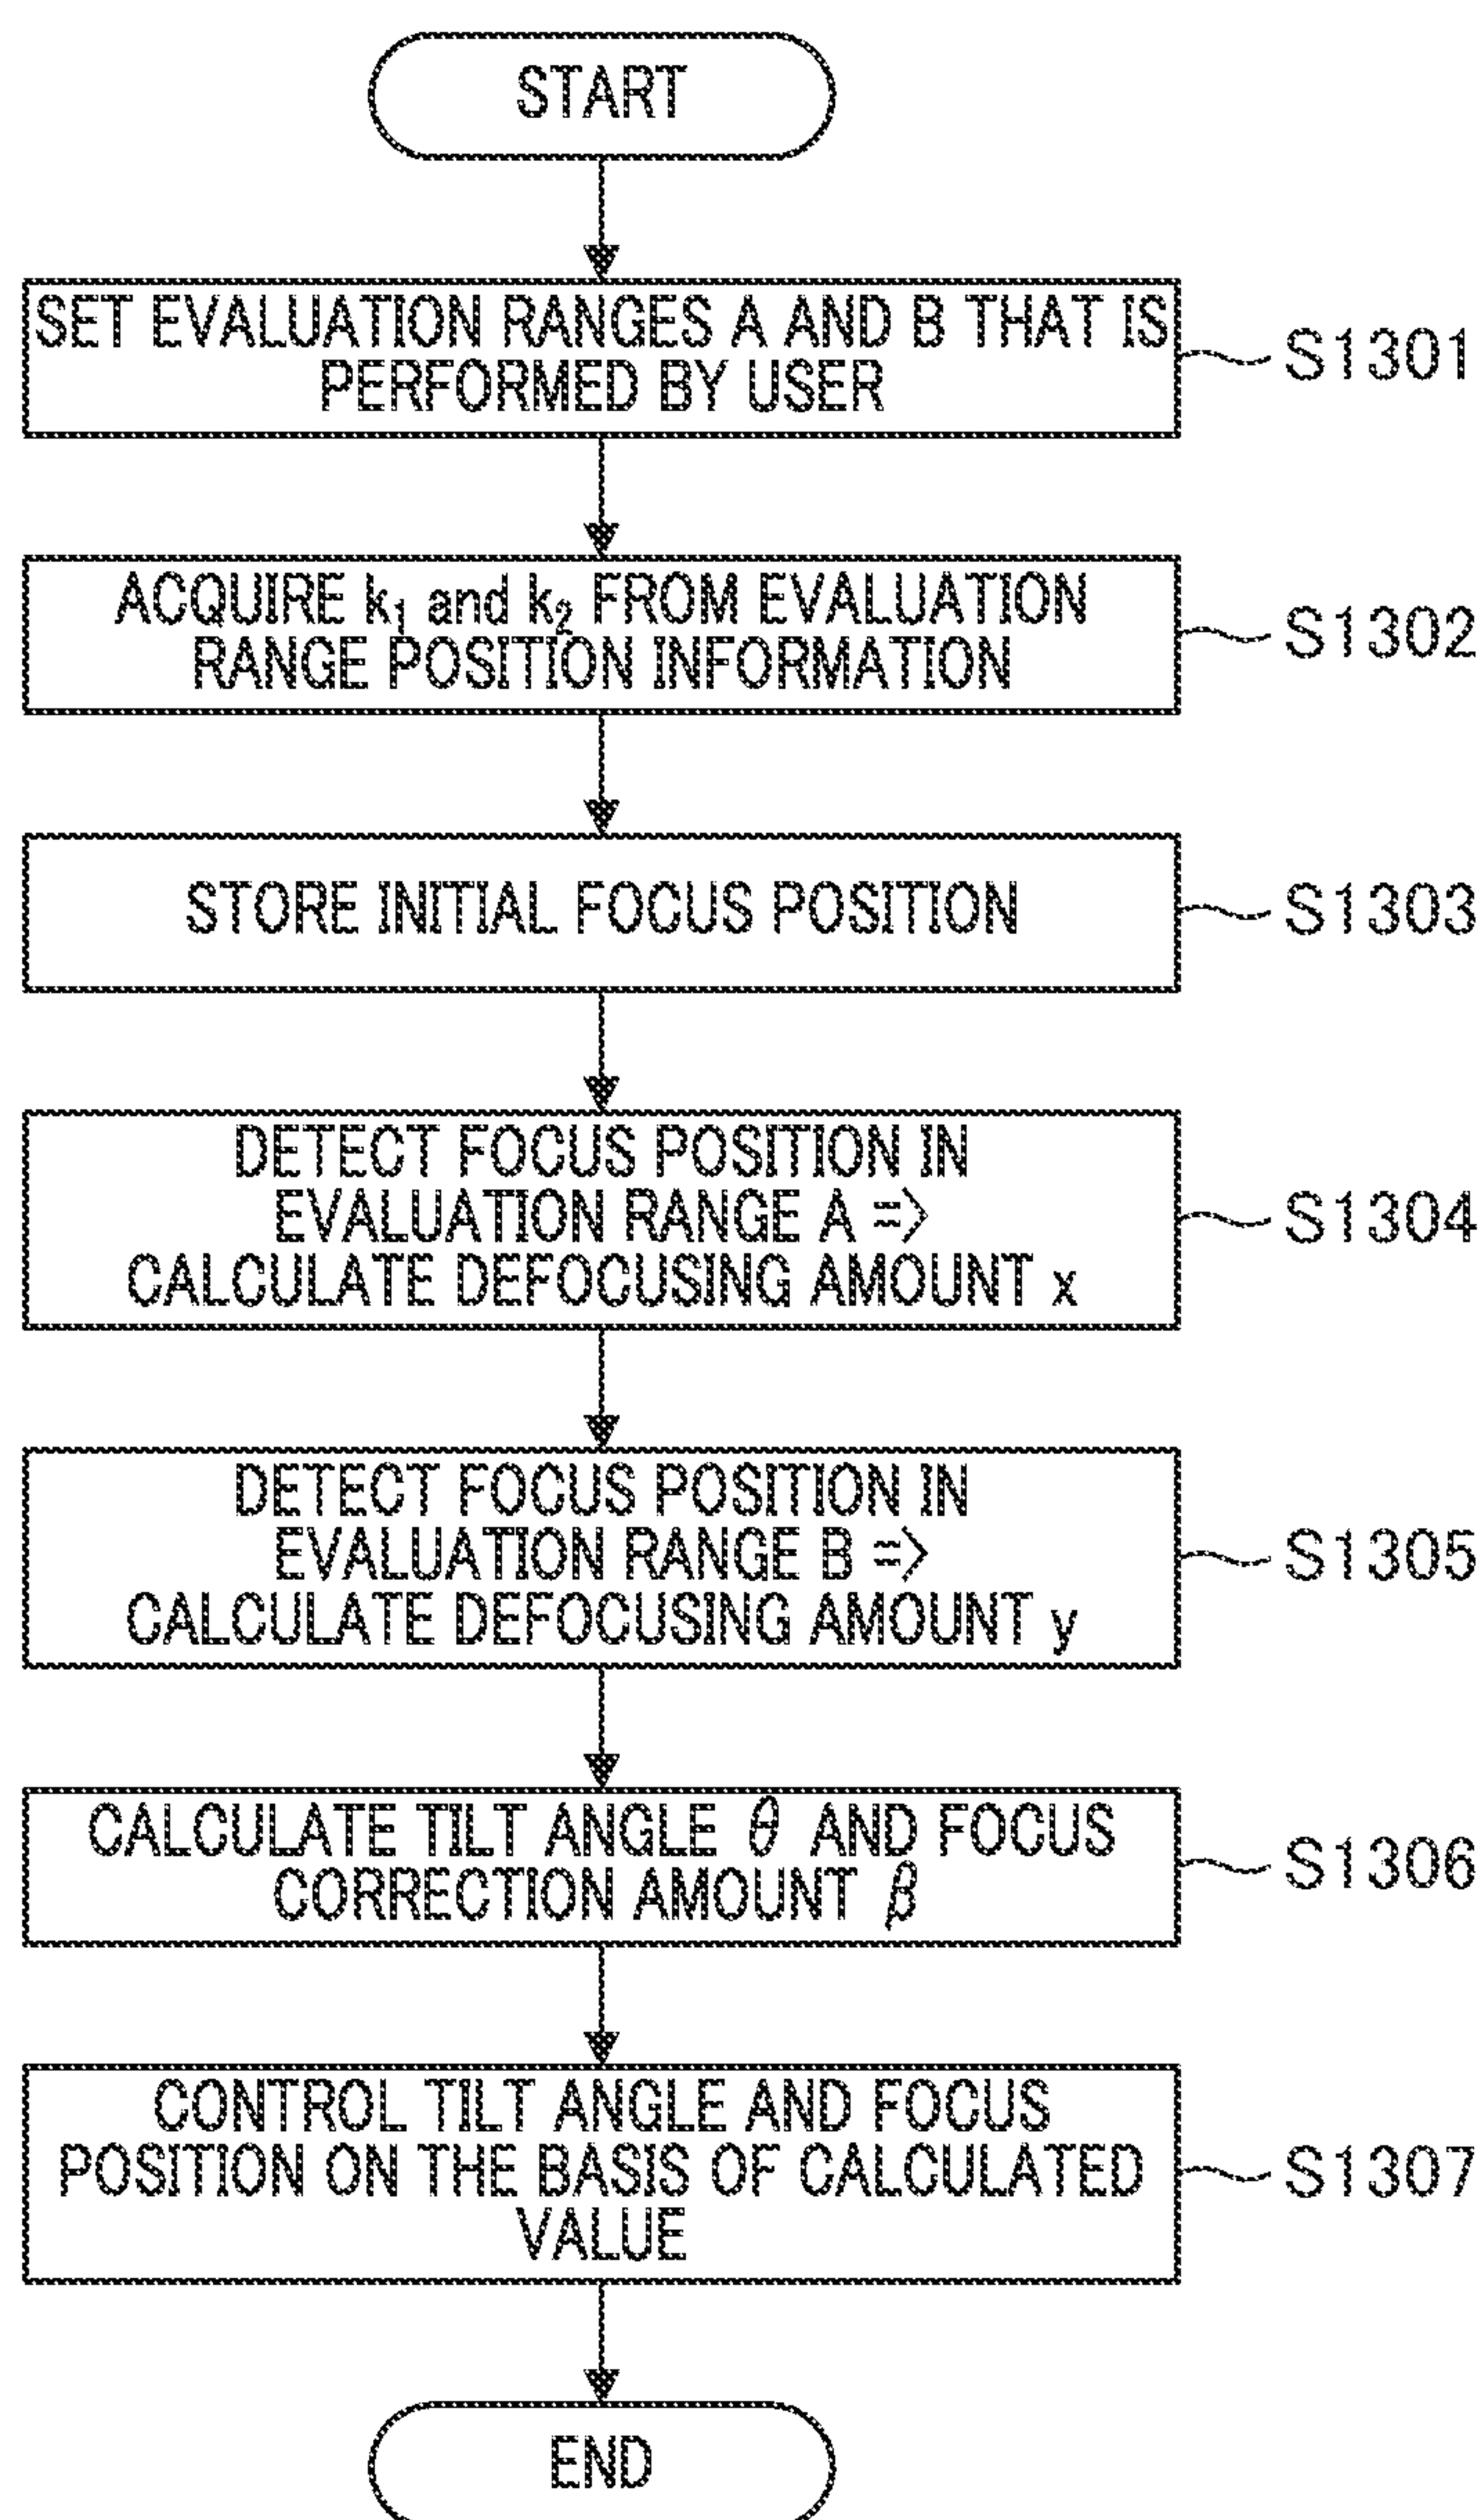 START
SET EVALUATION RANGES A AND B THAT IS
PERFORMED BY USER
S1301
ACQUIRE k₁ and k₂ FROM EVALUATION
RANGE POSITION INFORMATION
S1302
STORE INITIAL FOCUS POSITION
S1303
DETECT FOCUS POSITION IN
EVALUATION RANGE A =>
CALCULATE DEFOCUSING AMOUNT x
S1304
DETECT FOCUS POSITION IN
EVALUATION RANGE B =>
CALCULATE DEFOCUSING AMOUNT y
S1305
CALCULATE TILT ANGLE θ AND FOCUS
CORRECTION AMOUNT β
S1306
CONTROL TILT ANGLE AND FOCUS
POSITION ON THE BASIS OF CALCULATED
VALUE
S1307
END